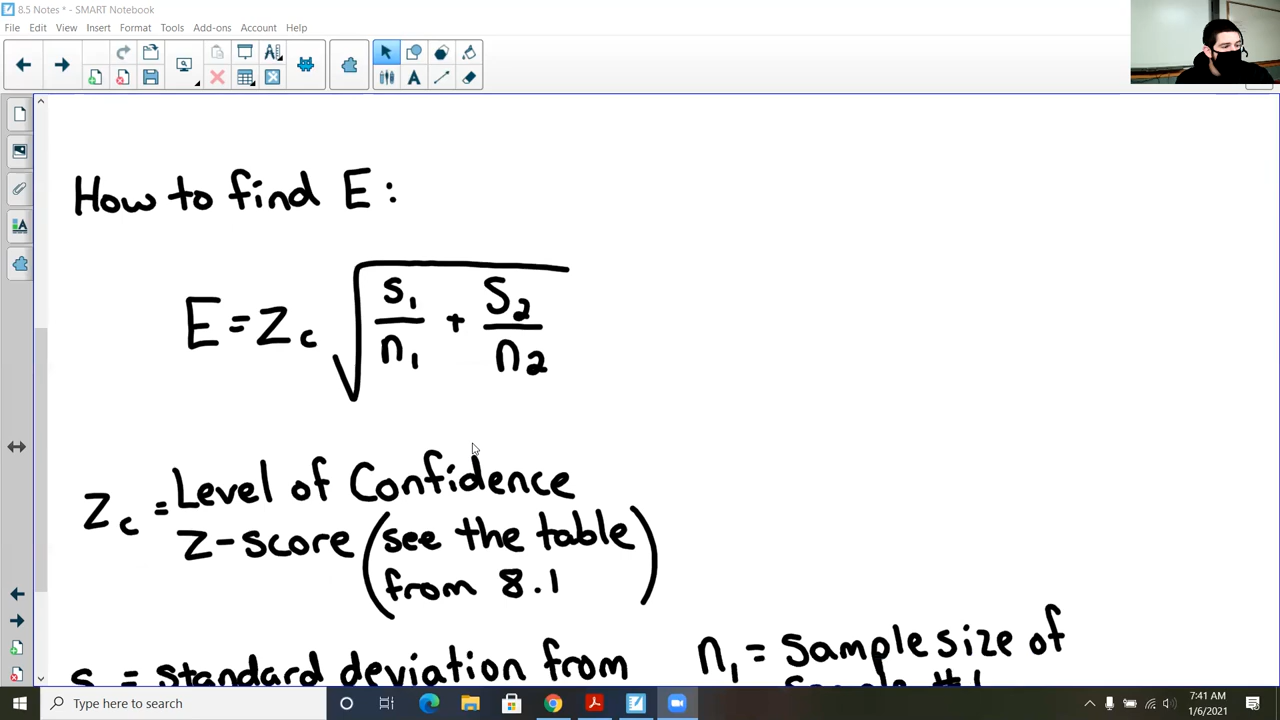 8.5 Notes * - SMART Notebook
File Edit View Insert Format Tools Add-ons Account Help
How to find E:
E = Zc √ s1/n1 + S2/n2
Zc = Level of Confidence
Z-score (see the table
from 8.1)
= standard deviation from
n1 = Sample size of
Type here to search
7:41 AM
1/6/2021